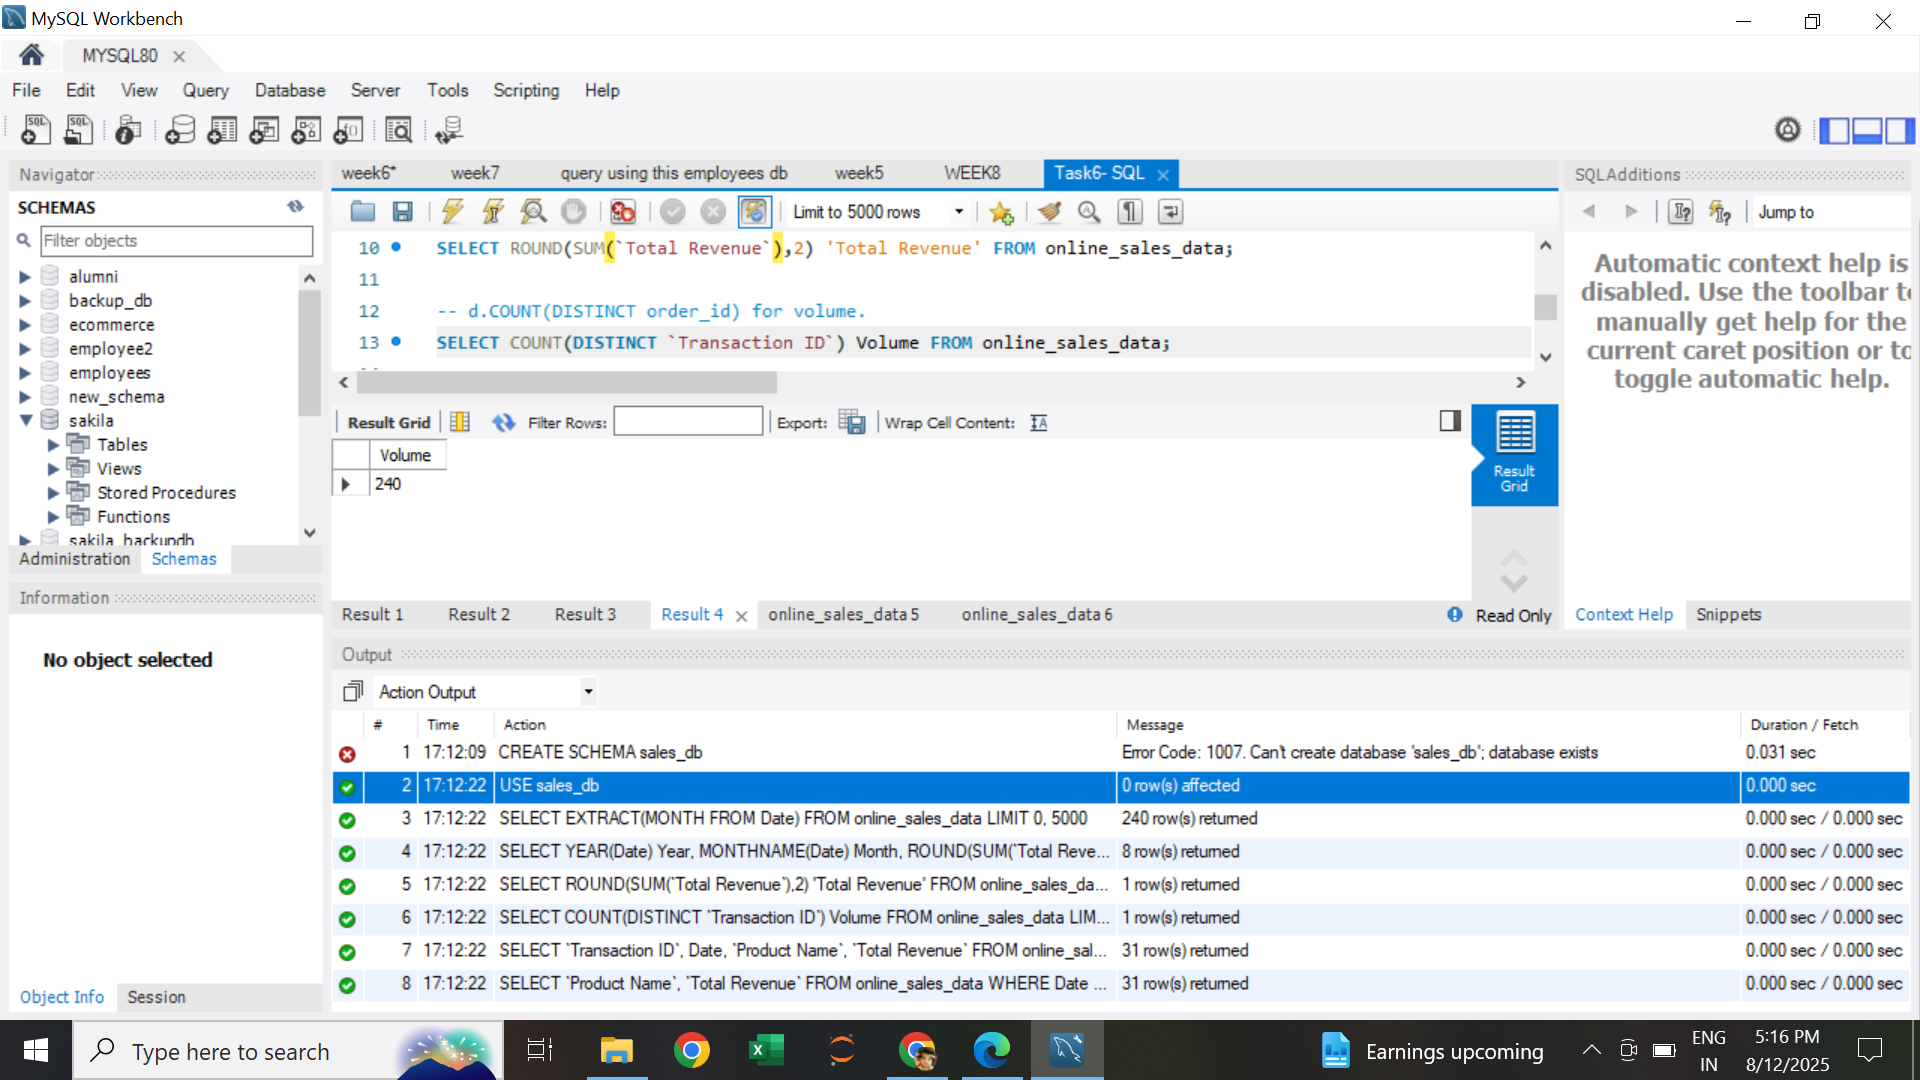 MySQL Workbench
MYSQL80
File Edit View Query Database Server Tools Scripting Help
Navigator
SCHEMAS
Filter objects
alumni
backup_db
ecommerce
employee2
employees
new_schema
sakila
Tables
Views
Stored Procedures
Functions
sakila_backupdb
Administration Schemas
Information
No object selected
Object Info Session
week6* week7 query using this employees db week5 WEEK8 Task6- SQL
Limit to 5000 rows
10 SELECT ROUND(SUM(`Total Revenue`),2) 'Total Revenue' FROM online_sales_data;
11
12 -- d.COUNT(DISTINCT order_id) for volume.
13 SELECT COUNT(DISTINCT `Transaction ID`) Volume FROM online_sales_data;
Result Grid Filter Rows: Export: Wrap Cell Content:
Volume
240
Result
Grid
Result 1 Result 2 Result 3 Result 4 online_sales_data 5 online_sales_data 6 Read Only
SQLAdditions
Jump to
Automatic context help is
disabled. Use the toolbar to
manually get help for the
current caret position or to
toggle automatic help.
Context Help Snippets
Output
Action Output
# Time Action Message Duration / Fetch
1 17:12:09 CREATE SCHEMA sales_db Error Code: 1007. Can't create database 'sales_db'; database exists 0.031 sec
2 17:12:22 USE sales_db 0 row(s) affected 0.000 sec
3 17:12:22 SELECT EXTRACT(MONTH FROM Date) FROM online_sales_data LIMIT 0, 5000 240 row(s) returned 0.000 sec / 0.000 sec
4 17:12:22 SELECT YEAR(Date) Year, MONTHNAME(Date) Month, ROUND(SUM(`Total Reve... 8 row(s) returned 0.000 sec / 0.000 sec
5 17:12:22 SELECT ROUND(SUM(`Total Revenue`),2) 'Total Revenue' FROM online_sales_da... 1 row(s) returned 0.000 sec / 0.000 sec
6 17:12:22 SELECT COUNT(DISTINCT `Transaction ID`) Volume FROM online_sales_data LIM... 1 row(s) returned 0.000 sec / 0.000 sec
7 17:12:22 SELECT `Transaction ID`, Date, `Product Name`, `Total Revenue` FROM online_sal... 31 row(s) returned 0.000 sec / 0.000 sec
8 17:12:22 SELECT `Product Name`, `Total Revenue` FROM online_sales_data WHERE Date ... 31 row(s) returned 0.000 sec / 0.000 sec
Type here to search
Earnings upcoming
ENG
IN
5:16 PM
8/12/2025